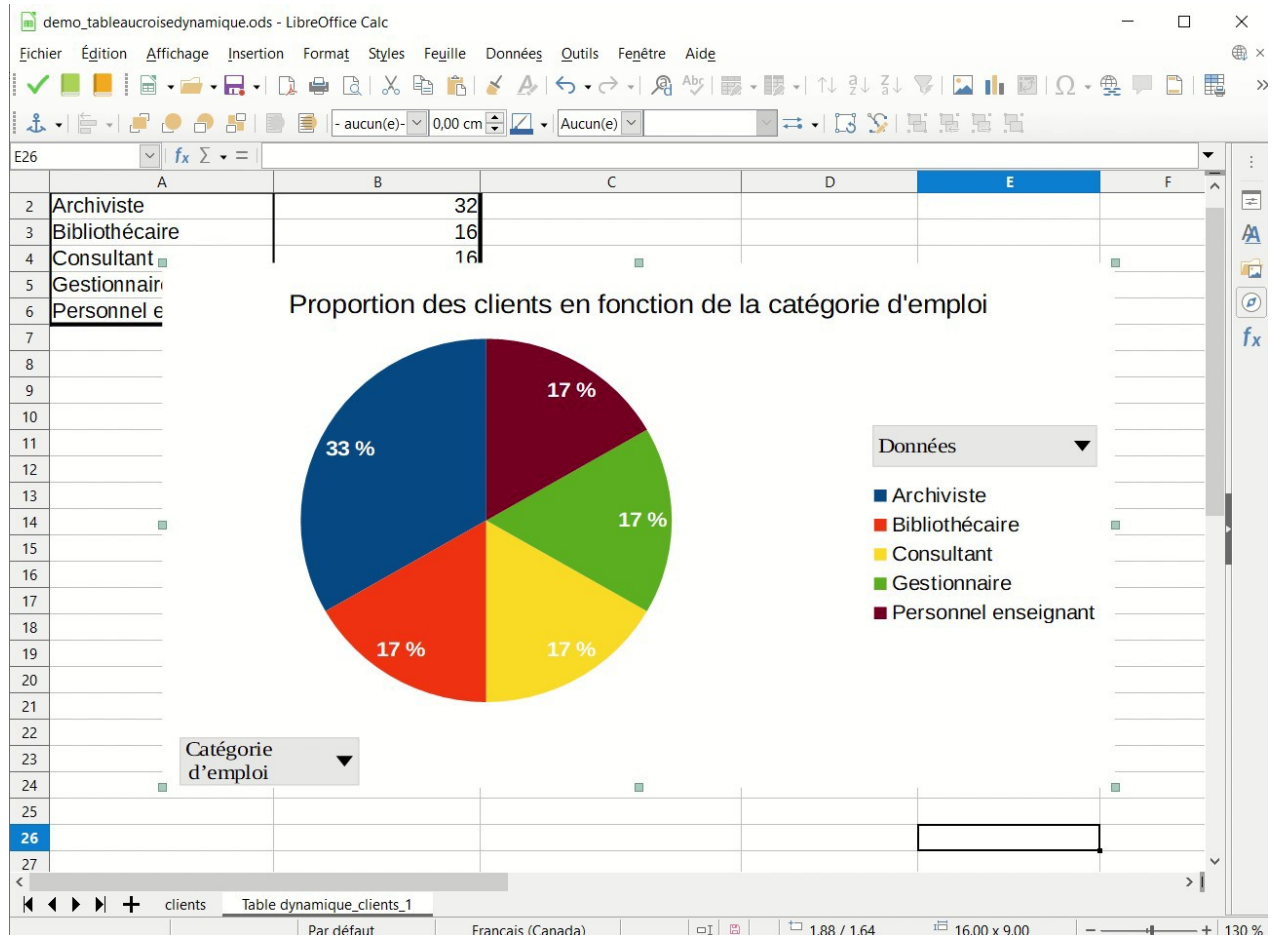 demo_tableaucroisedynamique.ods - LibreOffice Calc
Fichier Édition Affichage Insertion Format Styles Feuille Données Outils Fenêtre Aide
- aucun(e)- 0,00 cm Aucun(e)
E26
A B C D E F
2 Archiviste 32
3 Bibliothécaire 16
4 Consultant 16
5 Gestionnair
6 Personnel e
7
8
9
10
11
12
13
14
15
16
17
18
19
20
21
22
23
24
25
26
27
Proportion des clients en fonction de la catégorie d'emploi
17 %
33 %
17 %
17 %
17 %
Données
Archiviste
Bibliothécaire
Consultant
Gestionnaire
Personnel enseignant
Catégorie
d’emploi
clients Table dynamique_clients_1
Par défaut Français (Canada) 1,88 / 1,64 16,00 x 9,00 130 %